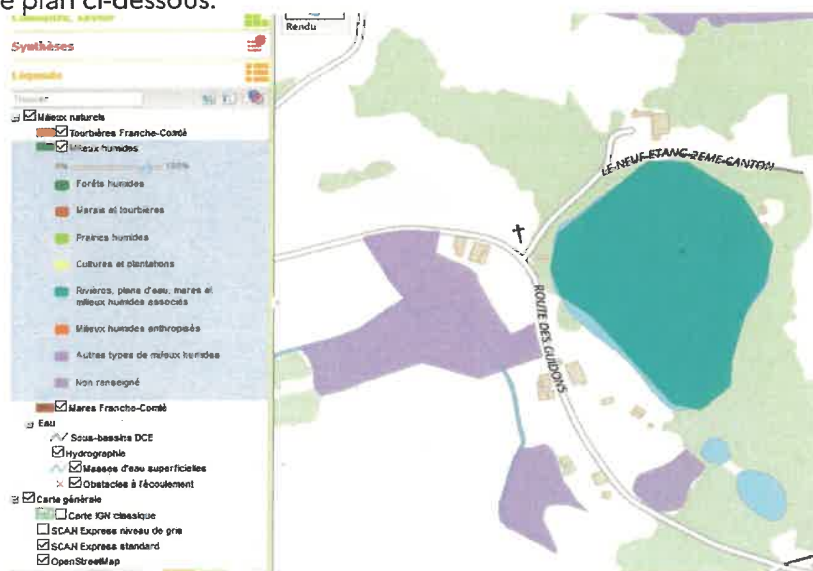 e plan ci-dessous.
Rendu
Synthèses
Légende
Milieux naturels
Tourbières Franche-Comté
Milieux humides
0% 100%
Forêts humides
Marais et tourbières
Prairies humides
Cultures et plantations
Rivières, plans d'eau, mares et
milieux humides associés
Milieux humides anthropisés
Autres types de milieux humides
Non renseigné
Mares Franche-Comté
Eau
Sous-bassins DCE
Hydrographie
Masses d'eau superficielles
Obstacles à l'écoulement
Carte générale
Carte IGN classique
SCAN Express niveau de gris
SCAN Express standard
OpenStreetMap
LE NEUF ETANG 2EME CANTON
ROUTE DES GUIDONS